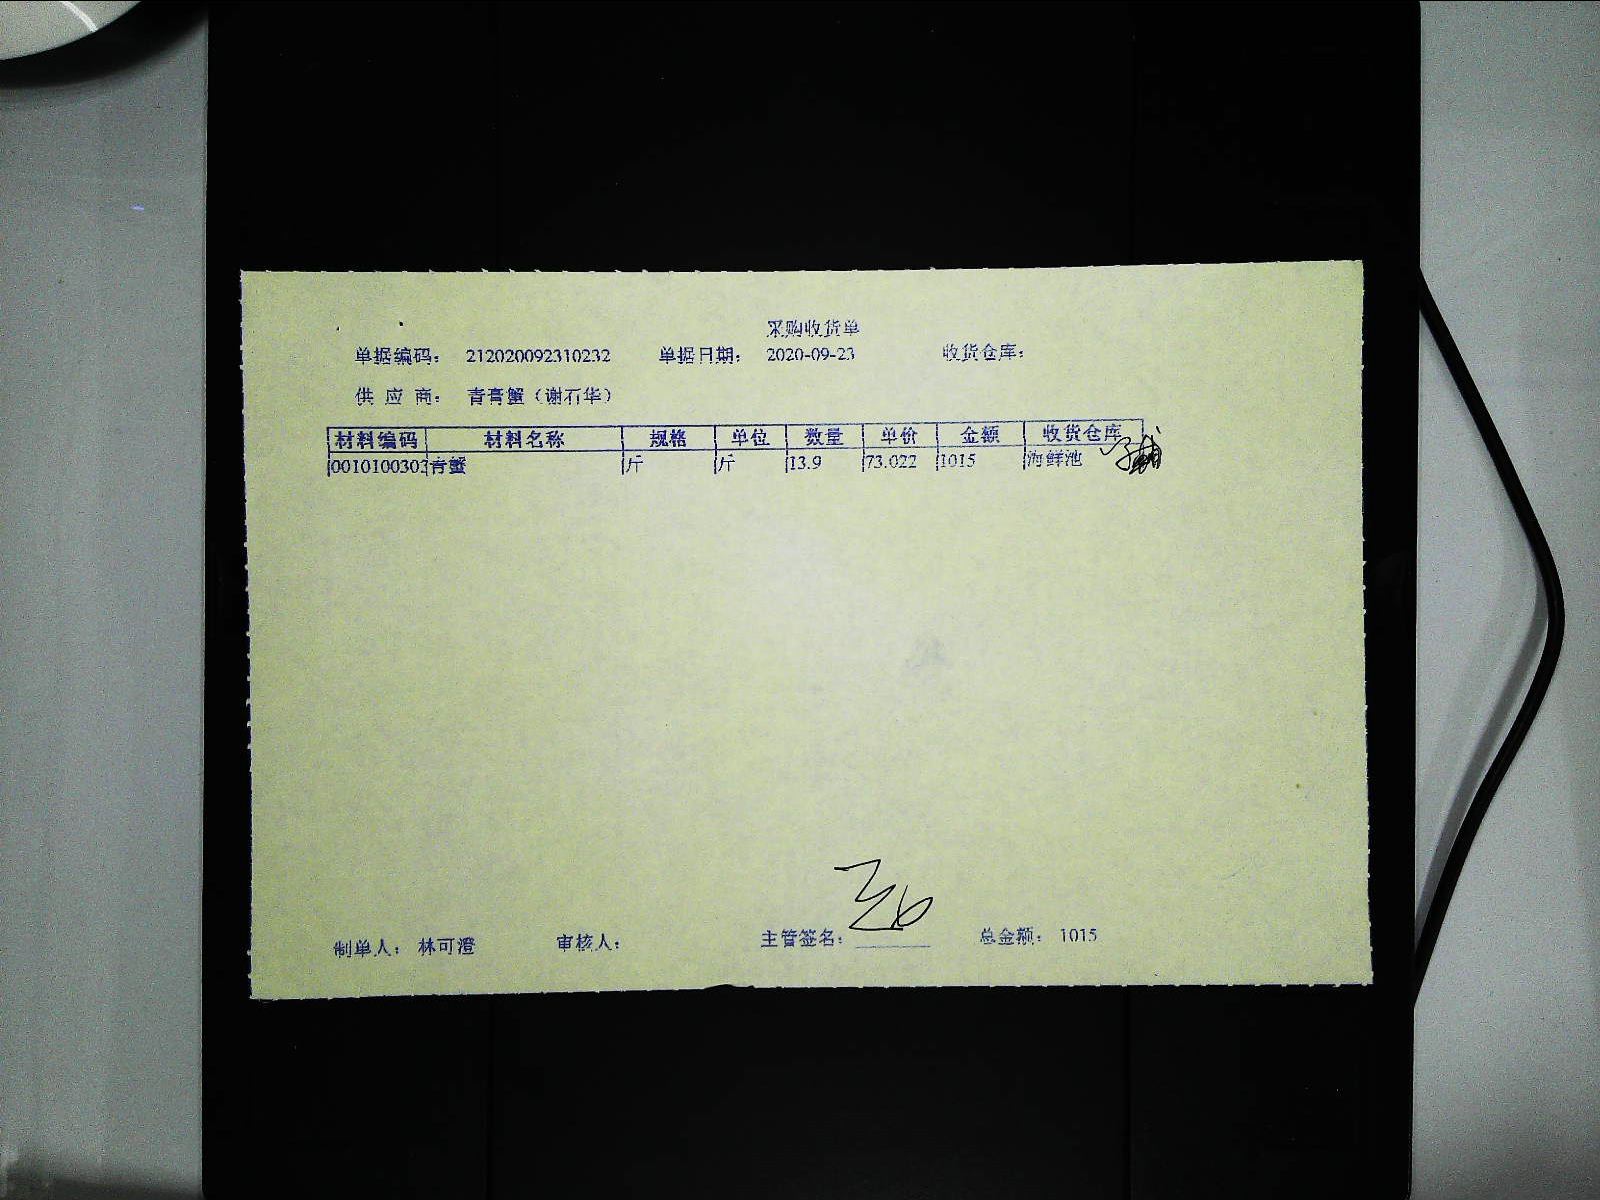 采购收货单
单据编码： 212020092310232 单据日期： 2020-09-23 收货仓库：
供 应 商： 青膏蟹（谢石华）
材料编码 材料名称 规格 单位 数量 单价 金额 收货仓库
0010100303 青蟹 斤 斤 13.9 73.022 1015 海鲜池
制单人： 林可澄 审核人： 主管签名： 总金额： 1015